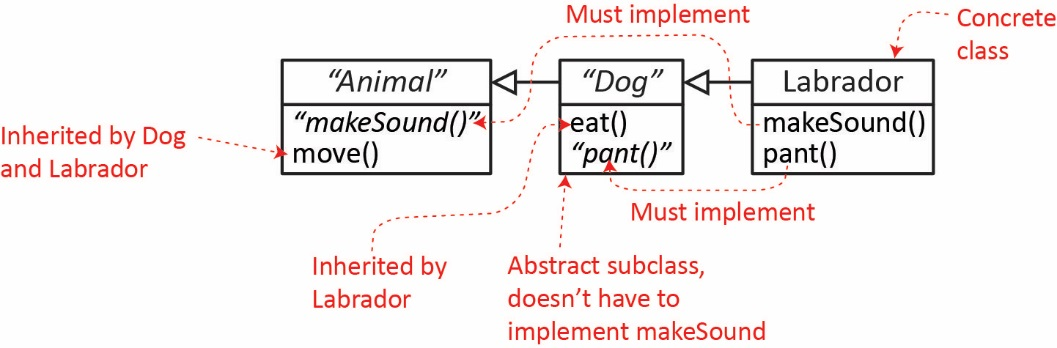 Must implement
Concrete
class
“Animal”
“makeSound()”
move()
“Dog”
eat()
“pant()”
Labrador
makeSound()
pant()
Inherited by Dog
and Labrador
Must implement
Inherited by
Labrador
Abstract subclass,
doesn’t have to
implement makeSound